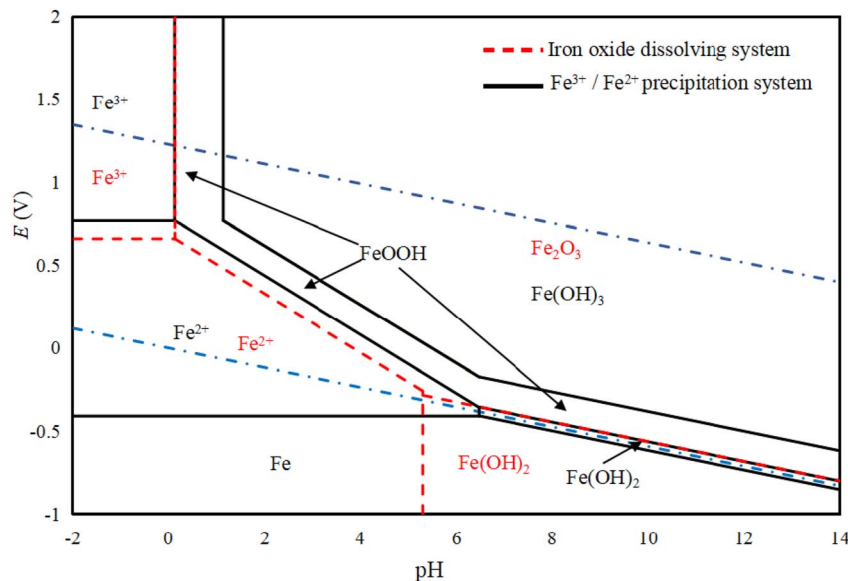 2
1.5
1
0.5
0
-0.5
-1
E (V)
-2
0
2
4
6
8
10
12
14
pH
Iron oxide dissolving system
Fe³⁺ / Fe²⁺ precipitation system
Fe³⁺
Fe³⁺
FeOOH
Fe₂O₃
Fe(OH)₃
Fe²⁺
Fe²⁺
Fe
Fe(OH)₂
Fe(OH)₂